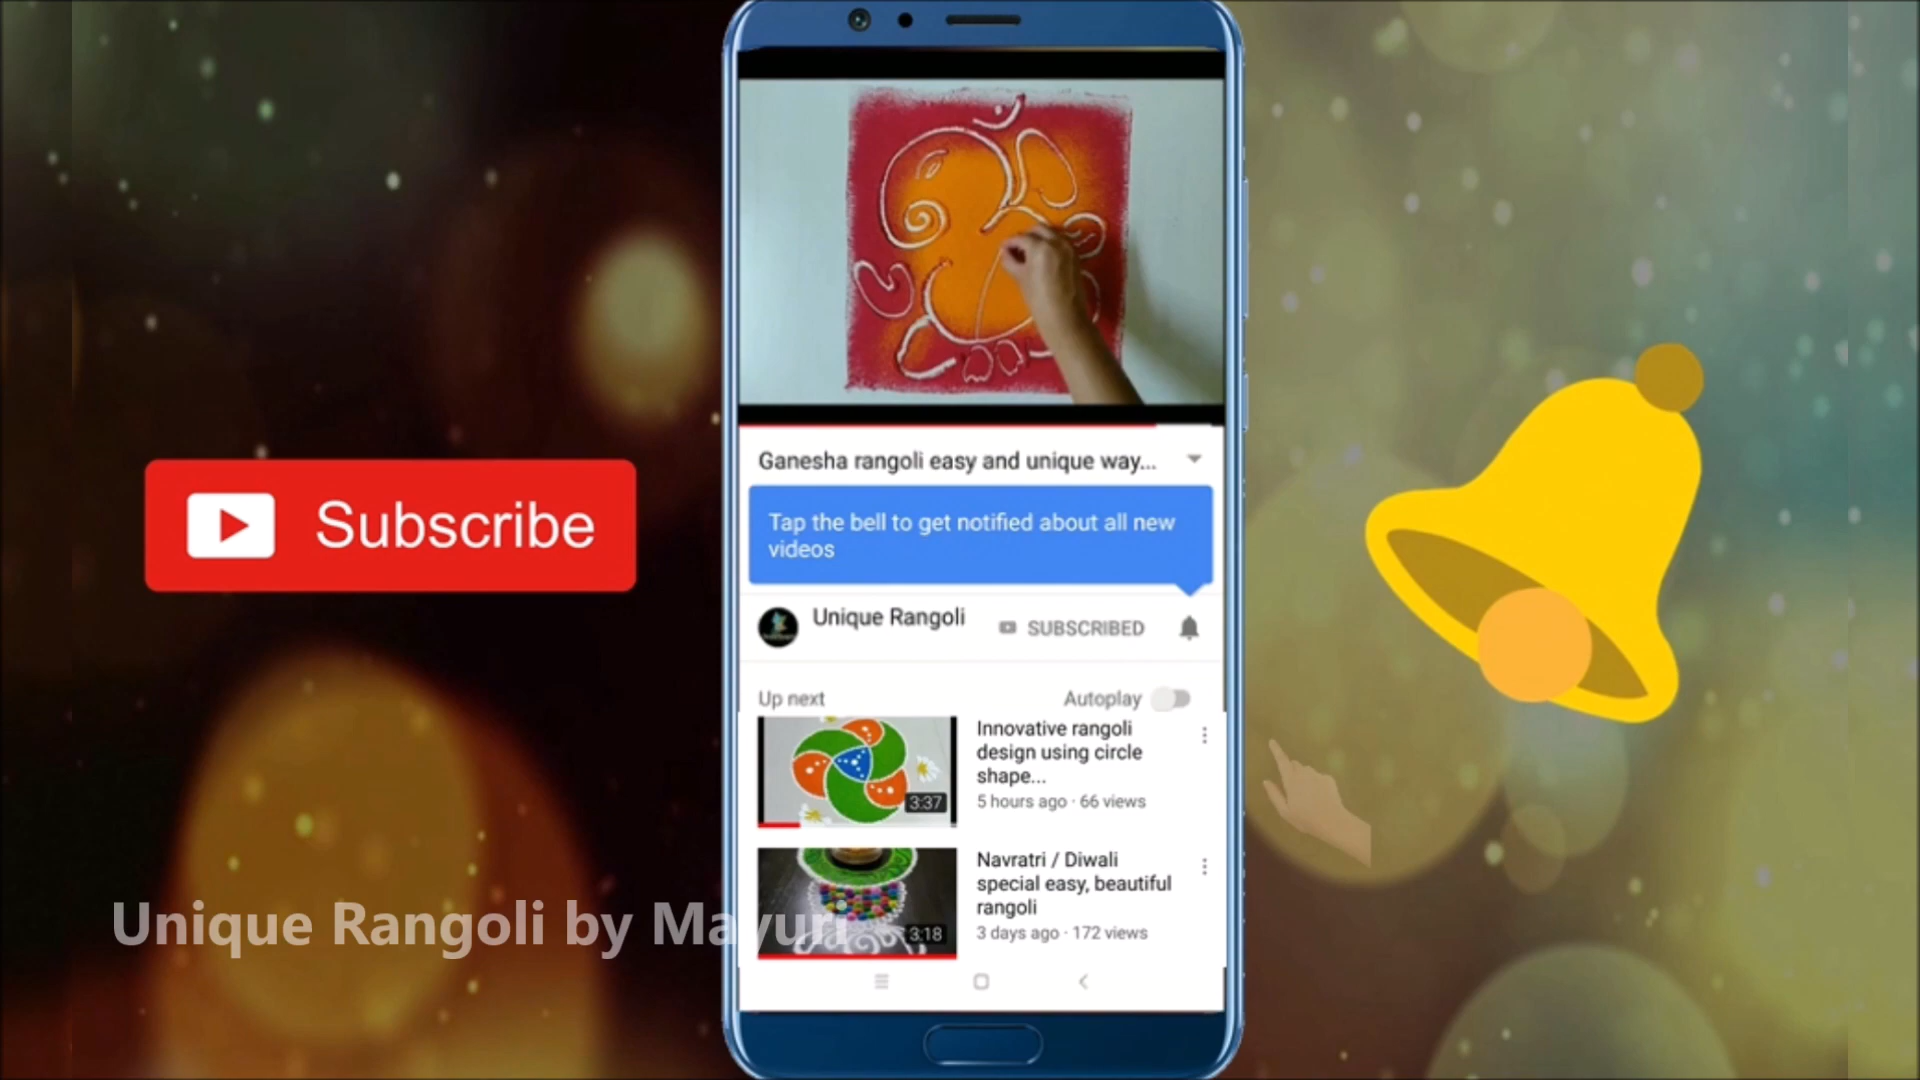 Ganesha rangoli easy and unique way...
Tap the bell to get notified about all new
videos
Subscribe
Unique Rangoli
SUBSCRIBED
Up next
Autoplay
Innovative rangoli
design using circle
shape...
5 hours ago · 66 views
3:37
Navratri / Diwali
special easy, beautiful
rangoli
3 days ago · 172 views
3:18
Unique Rangoli by Mayuri